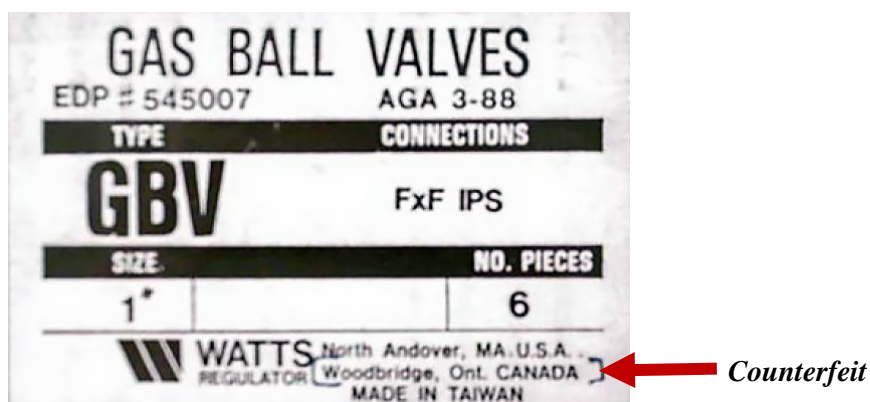 GAS BALL VALVES
EDP # 545007 AGA 3-88
TYPE CONNECTIONS
GBV FxF IPS
SIZE NO. PIECES
1" 6
WATTS North Andover, MA. U.S.A.
REGULATOR Woodbridge, Ont. CANADA Counterfeit
MADE IN TAIWAN